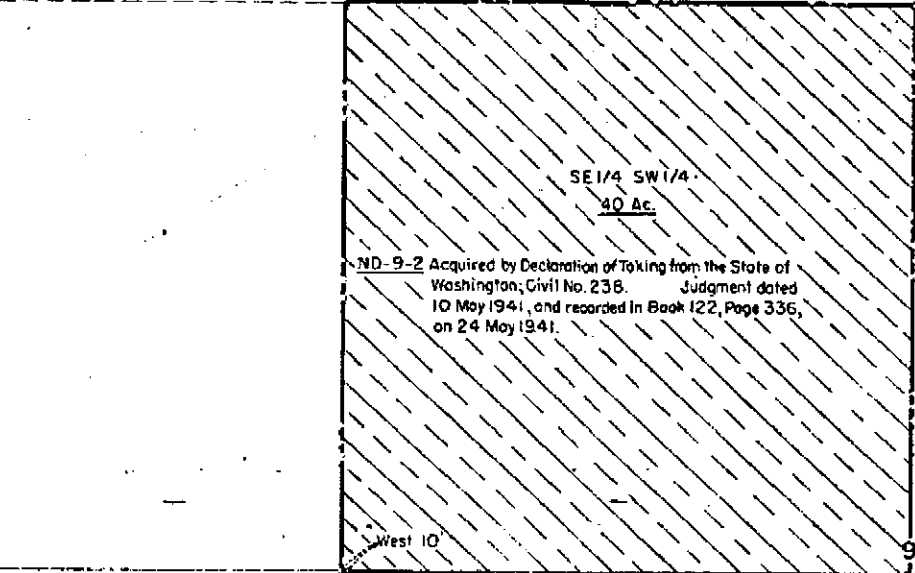 SE1/4 SW1/4
40 Ac.
ND-9-2 Acquired by Declaration of Taking from the State of
Washington; Civil No. 238. Judgment dated
10 May 1941, and recorded in Book 122, Page 336,
on 24 May 1941.
West 10'